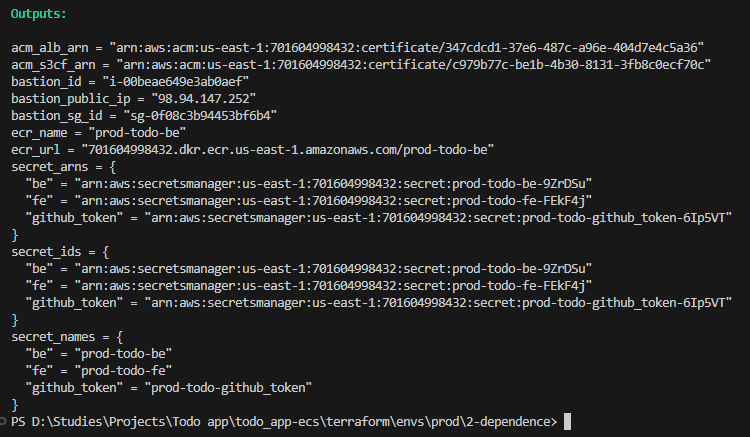 Outputs:
acm_alb_arn = "arn:aws:acm:us-east-1:701604998432:certificate/347cdcd1-37e6-487c-a96e-404d7e4c5a36"
acm_s3cf_arn = "arn:aws:acm:us-east-1:701604998432:certificate/c979b77c-be1b-4b30-8131-3fb8c0ecf70c"
bastion_id = "i-00beae649e3ab0aef"
bastion_public_ip = "98.94.147.252"
bastion_sg_id = "sg-0f08c3b94453bf6b4"
ecr_name = "prod-todo-be"
ecr_url = "701604998432.dkr.ecr.us-east-1.amazonaws.com/prod-todo-be"
secret_arns = {
  "be" = "arn:aws:secretsmanager:us-east-1:701604998432:secret:prod-todo-be-9ZrDSu"
  "fe" = "arn:aws:secretsmanager:us-east-1:701604998432:secret:prod-todo-fe-FEkF4j"
  "github_token" = "arn:aws:secretsmanager:us-east-1:701604998432:secret:prod-todo-github_token-6Ip5VT"
}
secret_ids = {
  "be" = "arn:aws:secretsmanager:us-east-1:701604998432:secret:prod-todo-be-9ZrDSu"
  "fe" = "arn:aws:secretsmanager:us-east-1:701604998432:secret:prod-todo-fe-FEkF4j"
  "github_token" = "arn:aws:secretsmanager:us-east-1:701604998432:secret:prod-todo-github_token-6Ip5VT"
}
secret_names = {
  "be" = "prod-todo-be"
  "fe" = "prod-todo-fe"
  "github_token" = "prod-todo-github_token"
}
PS D:\Studies\Projects\Todo app\todo_app-ecs\terraform\envs\prod\2-dependence>